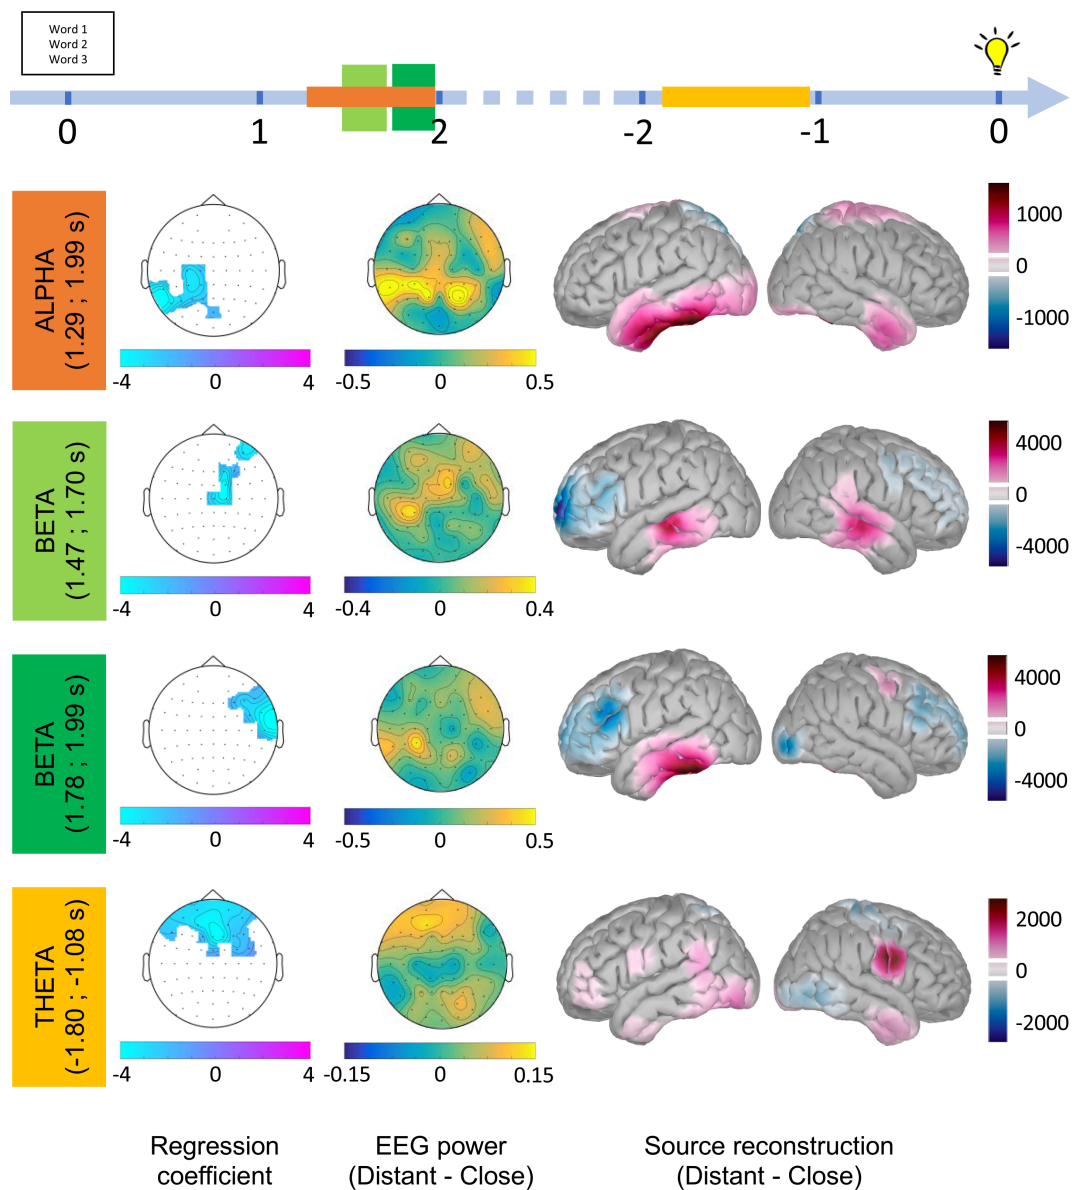 Word 1
Word 2
Word 3
0
1
2
-2
-1
0
ALPHA
(1.29 ; 1.99 s)
-4
0
4
-0.5
0
0.5
1000
0
-1000
BETA
(1.47 ; 1.70 s)
-4
0
4
-0.4
0
0.4
4000
0
-4000
BETA
(1.78 ; 1.99 s)
-4
0
4
-0.5
0
0.5
4000
0
-4000
THETA
(-1.80 ; -1.08 s)
-4
0
4
-0.15
0
0.15
2000
0
-2000
Regression
coefficient
EEG power
(Distant - Close)
Source reconstruction
(Distant - Close)